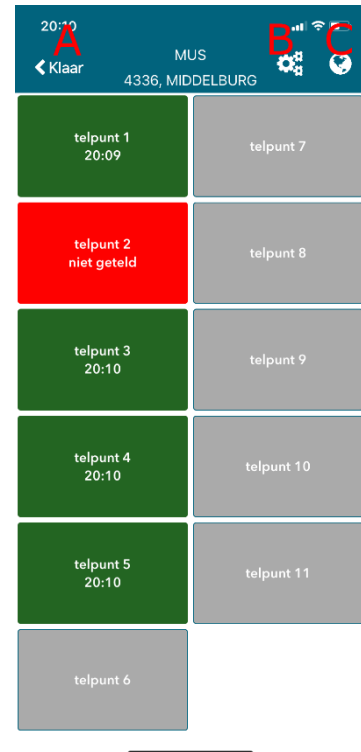 20:10
A
B
C
Klaar
MUS
4336, MIDDELBURG
telpunt 1
20:09
telpunt 7
telpunt 2
niet geteld
telpunt 8
telpunt 3
20:10
telpunt 9
telpunt 4
20:10
telpunt 10
telpunt 5
20:10
telpunt 11
telpunt 6